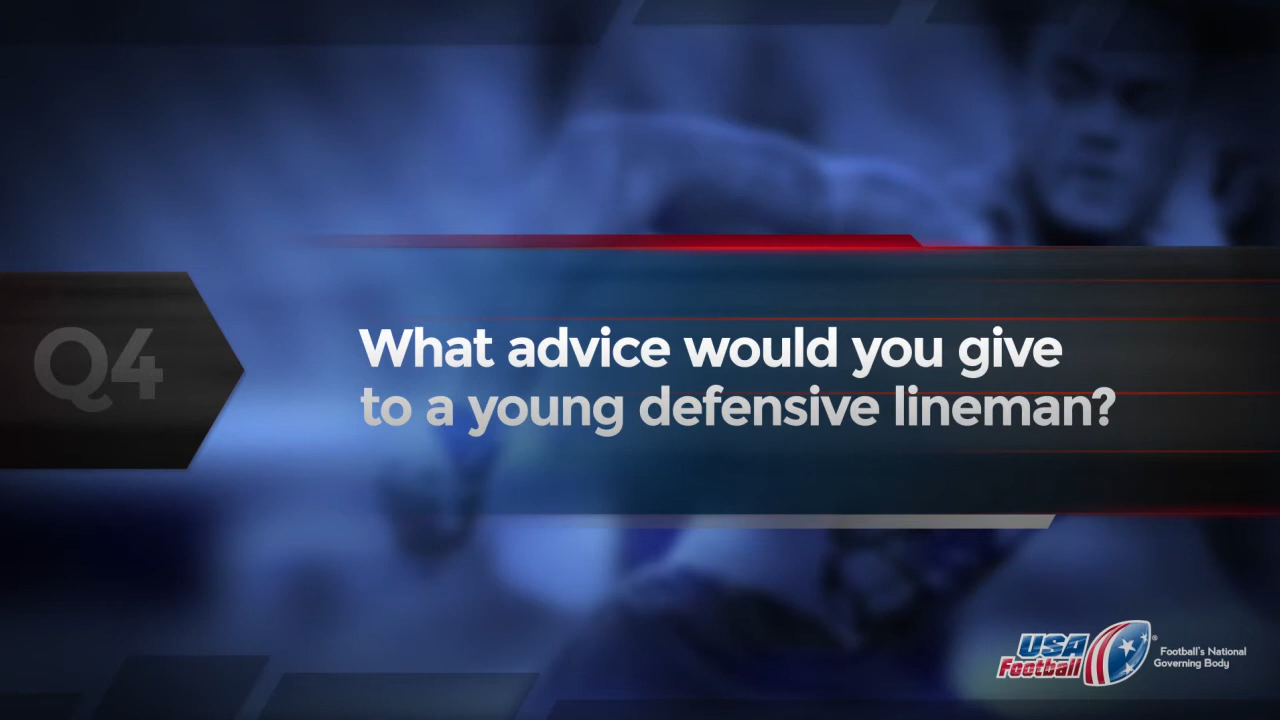 Q4
What advice would you give
to a young defensive lineman?
USA
Football
®
Football's National
Governing Body